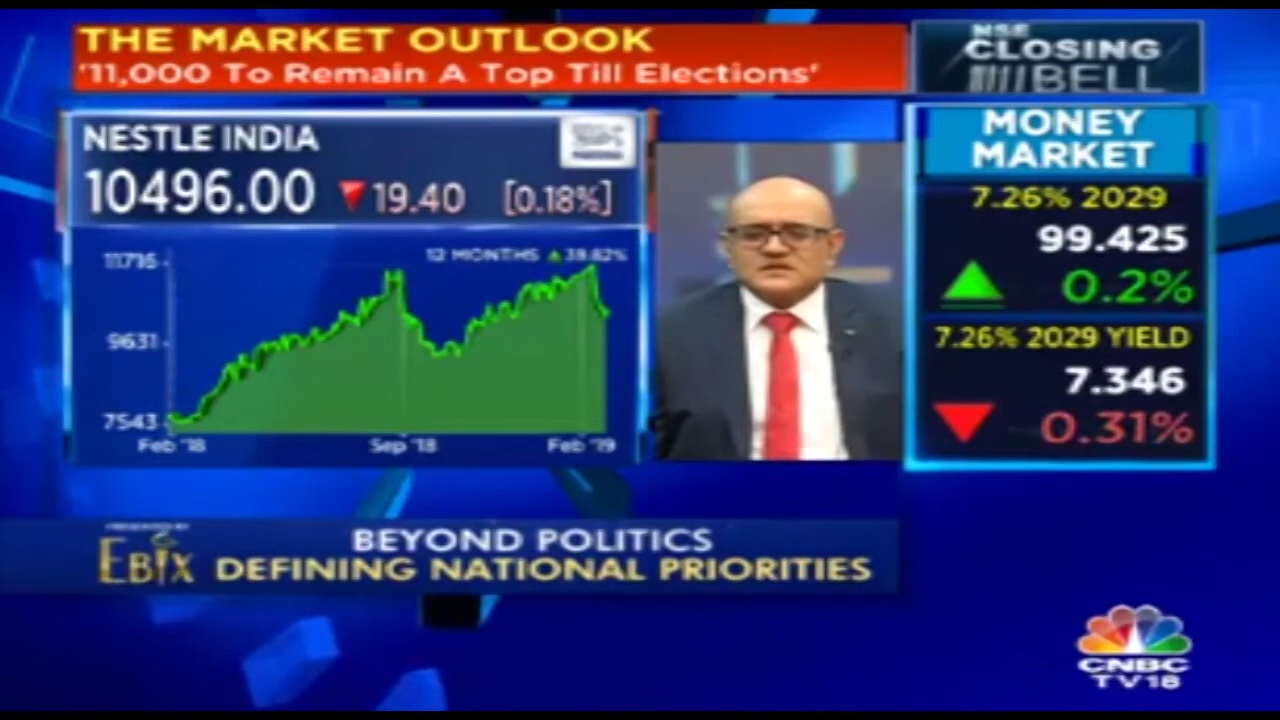 THE MARKET OUTLOOK
'11,000 To Remain A Top Till Elections'
NSE
CLOSING
BELL
NESTLE INDIA
10496.00 ▼19.40 [0.18%]
12 MONTHS ▲39.82%
11716
9631
7543
Feb '18 Sep '18 Feb '19
MONEY
MARKET
7.26% 2029
99.425
▲ 0.2%
7.26% 2029 YIELD
7.346
▼ 0.31%
PRESENTED BY
EBIX
BEYOND POLITICS
DEFINING NATIONAL PRIORITIES
CNBC
TV18